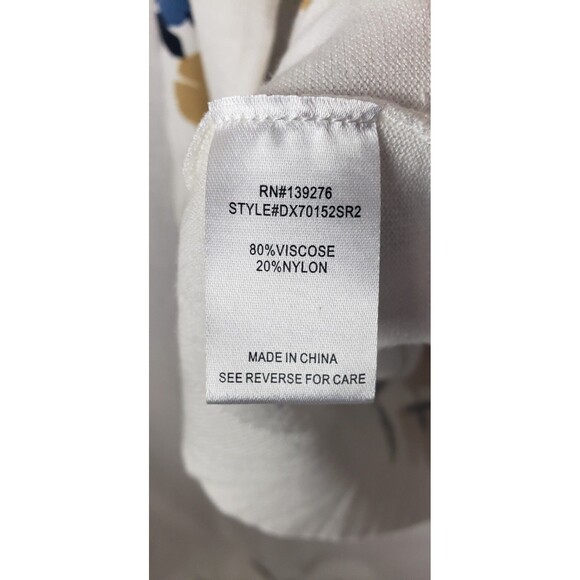 RN#139276
STYLE#DX70152SR2
80%VISCOSE
20%NYLON
MADE IN CHINA
SEE REVERSE FOR CARE